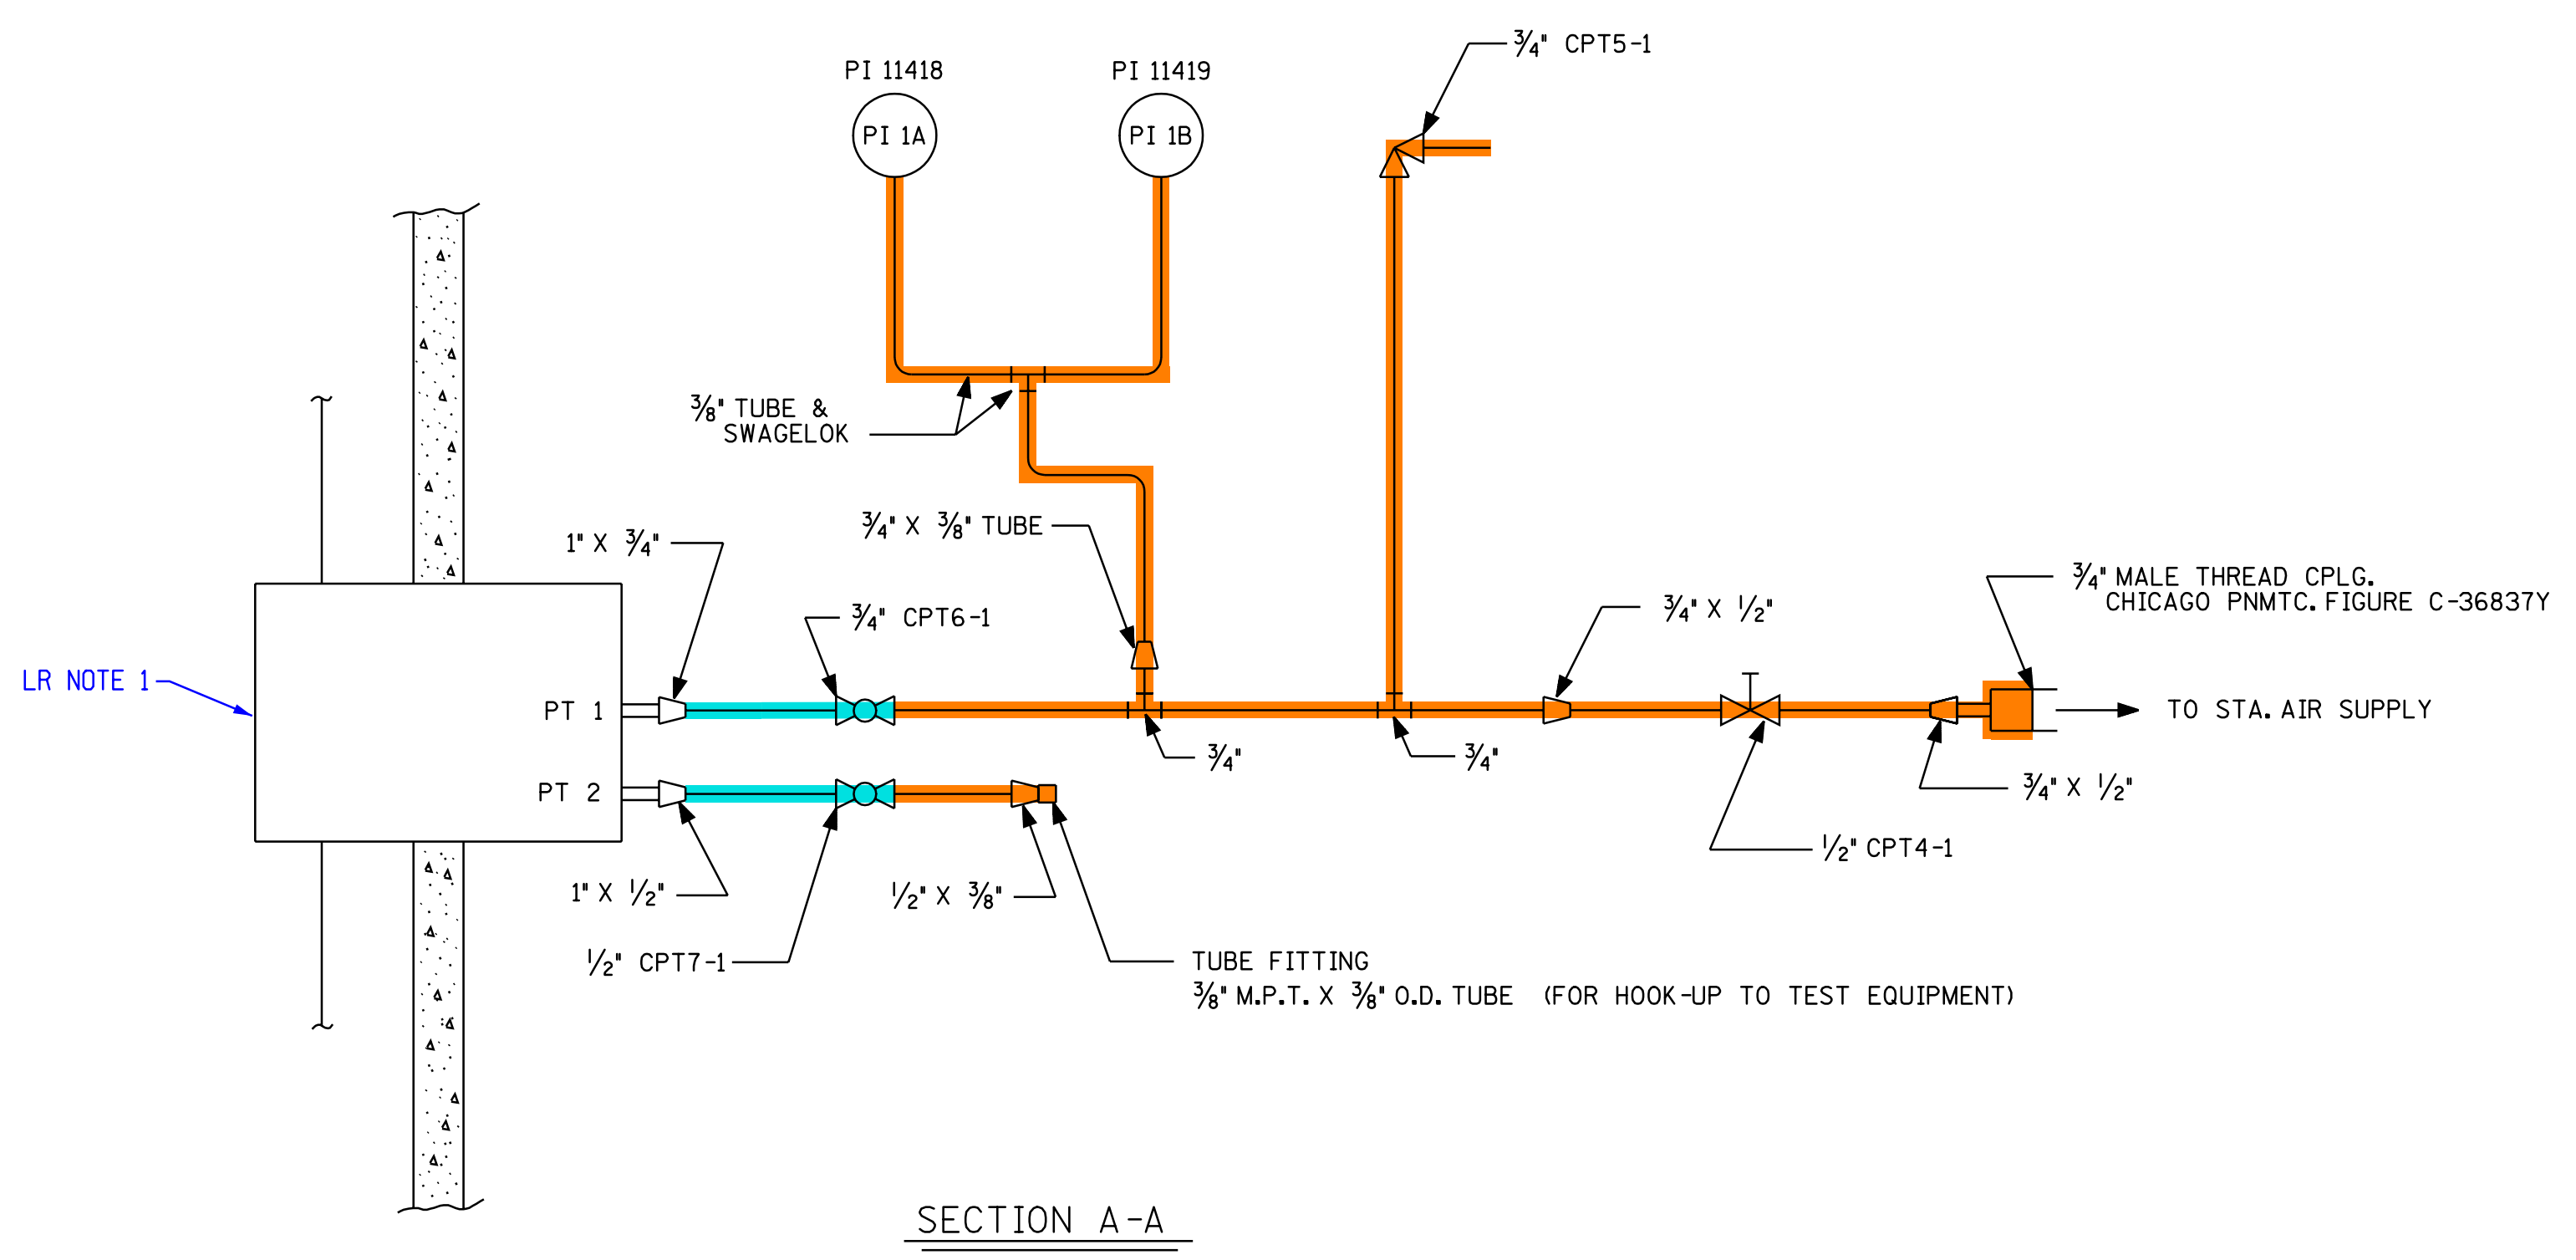 3/4" CPT5-1
PI 11418
PI 11419
PI 1A
PI 1B
3/8" TUBE &
SWAGELOK
3/4" X 3/8" TUBE
1" X 3/4"
3/4" CPT6-1
3/4" X 1/2"
3/4" MALE THREAD CPLG.
CHICAGO PNMTC. FIGURE C-36837Y
LR NOTE 1
PT 1
TO STA. AIR SUPPLY
3/4"
3/4"
PT 2
3/4" X 1/2"
1/2" CPT4-1
1" X 1/2"
1/2" X 3/8"
1/2" CPT7-1
TUBE FITTING
3/8" M.P.T. X 3/8" O.D. TUBE (FOR HOOK-UP TO TEST EQUIPMENT)
SECTION A-A